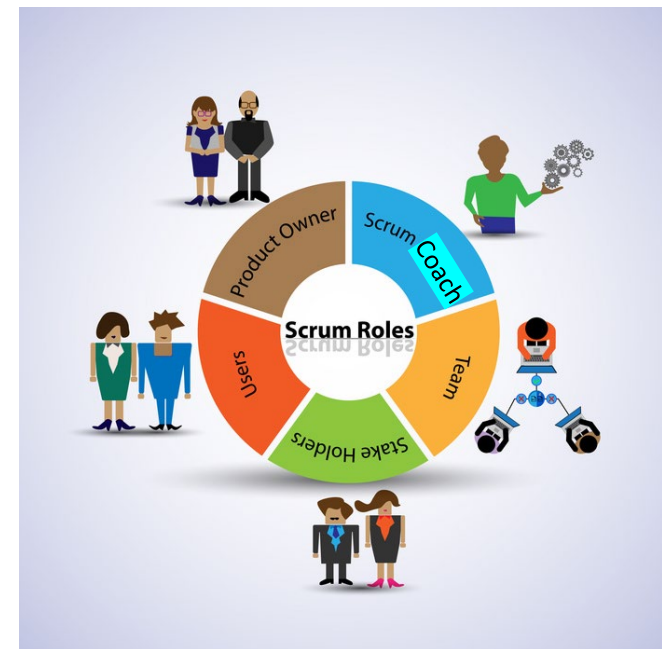 Product Owner
Scrum Coach
Scrum Roles
Users
Team
Stake Holders